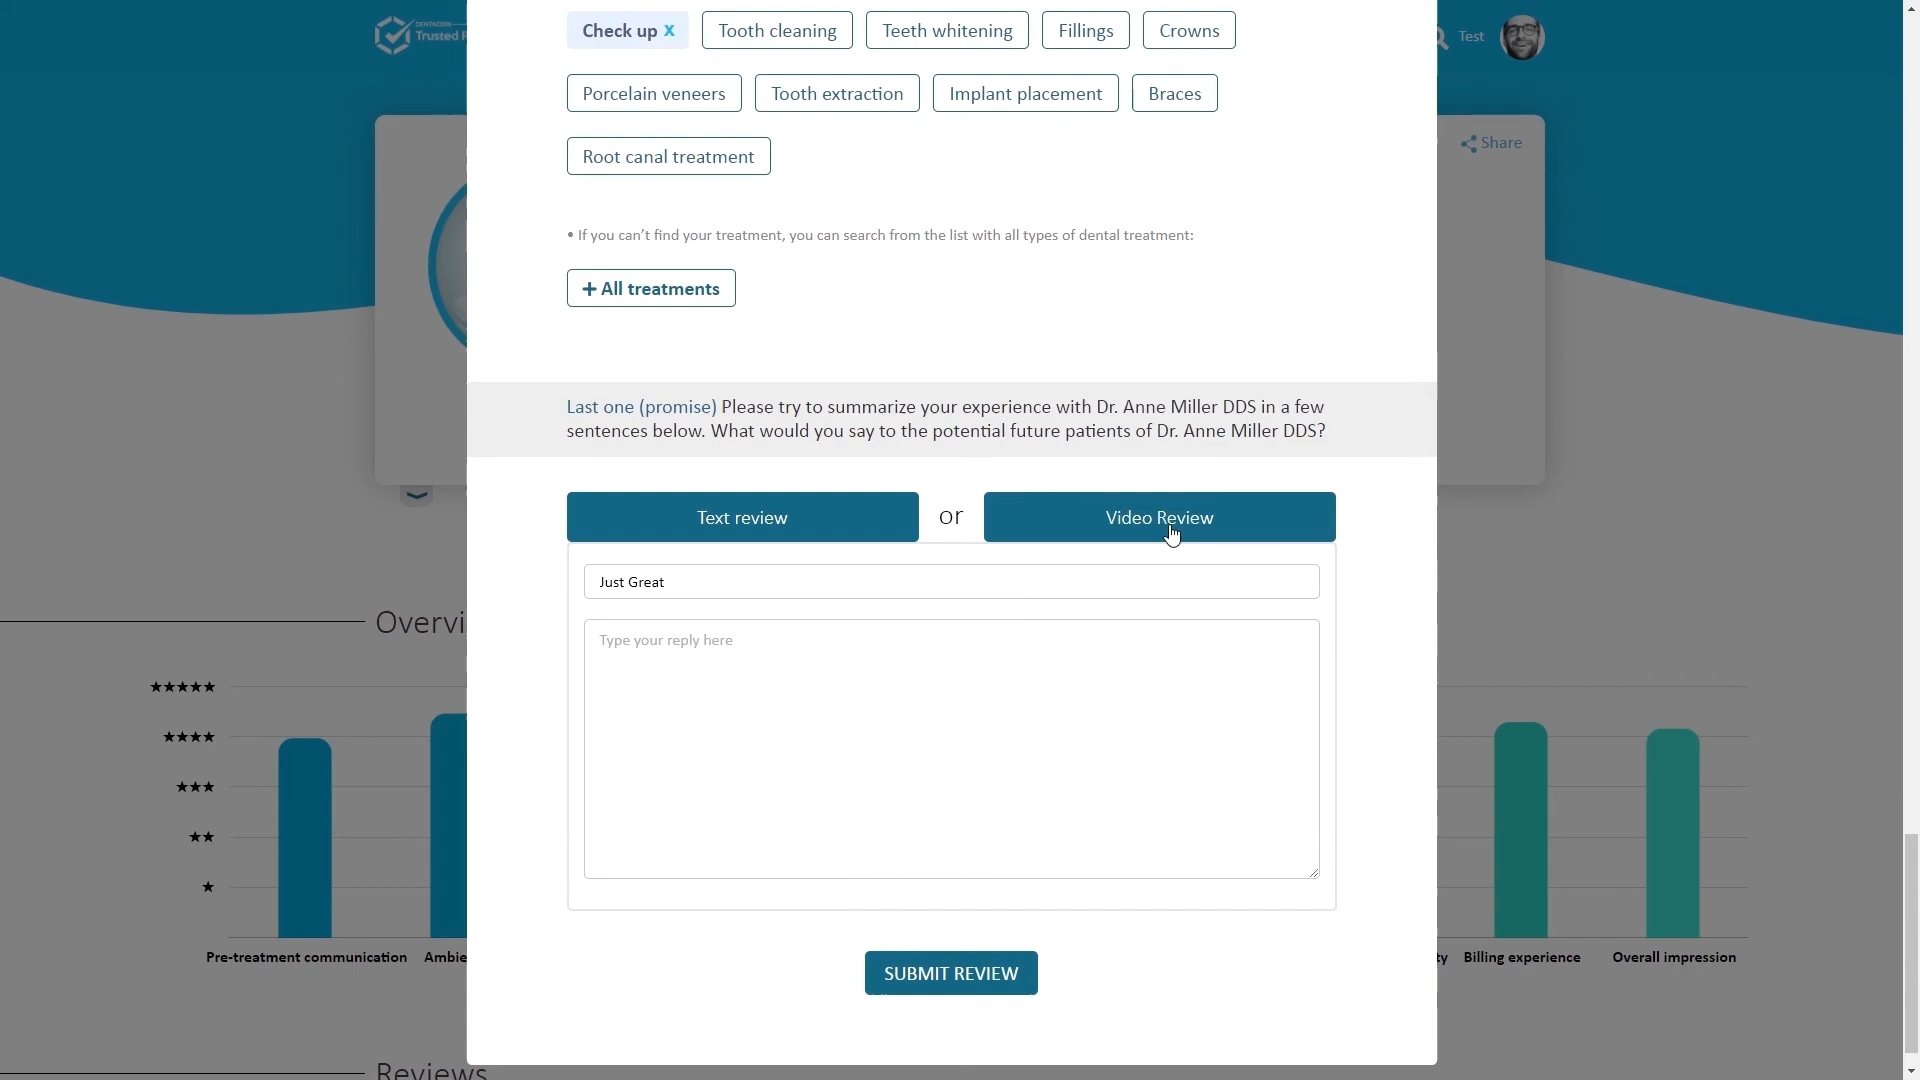 DENTACOIN
Trusted R
Test
Check up x
Tooth cleaning
Teeth whitening
Fillings
Crowns
Porcelain veneers
Tooth extraction
Implant placement
Braces
Share
Root canal treatment
• If you can’t find your treatment, you can search from the list with all types of dental treatment:
+ All treatments
Last one (promise) Please try to summarize your experience with Dr. Anne Miller DDS in a few
sentences below. What would you say to the potential future patients of Dr. Anne Miller DDS?
Text review
or
Video Review
Just Great
Type your reply here
Overvi
★★★★★
★★★★
★★★
★★
★
Pre-treatment communication
Ambie
ty
Billing experience
Overall impression
SUBMIT REVIEW
Reviews